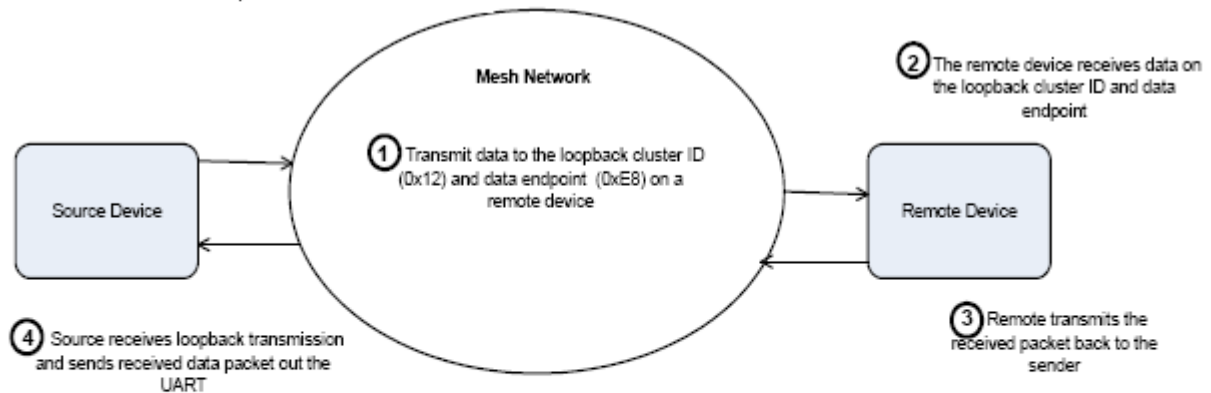 Mesh Network
1 Transmit data to the loopback cluster ID
(0x12) and data endpoint (0xE8) on a
remote device
Source Device
Remote Device
2 The remote device receives data on
the loopback cluster ID and data
endpoint
3 Remote transmits the
received packet back to the
sender
4 Source receives loopback transmission
and sends received data packet out the
UART